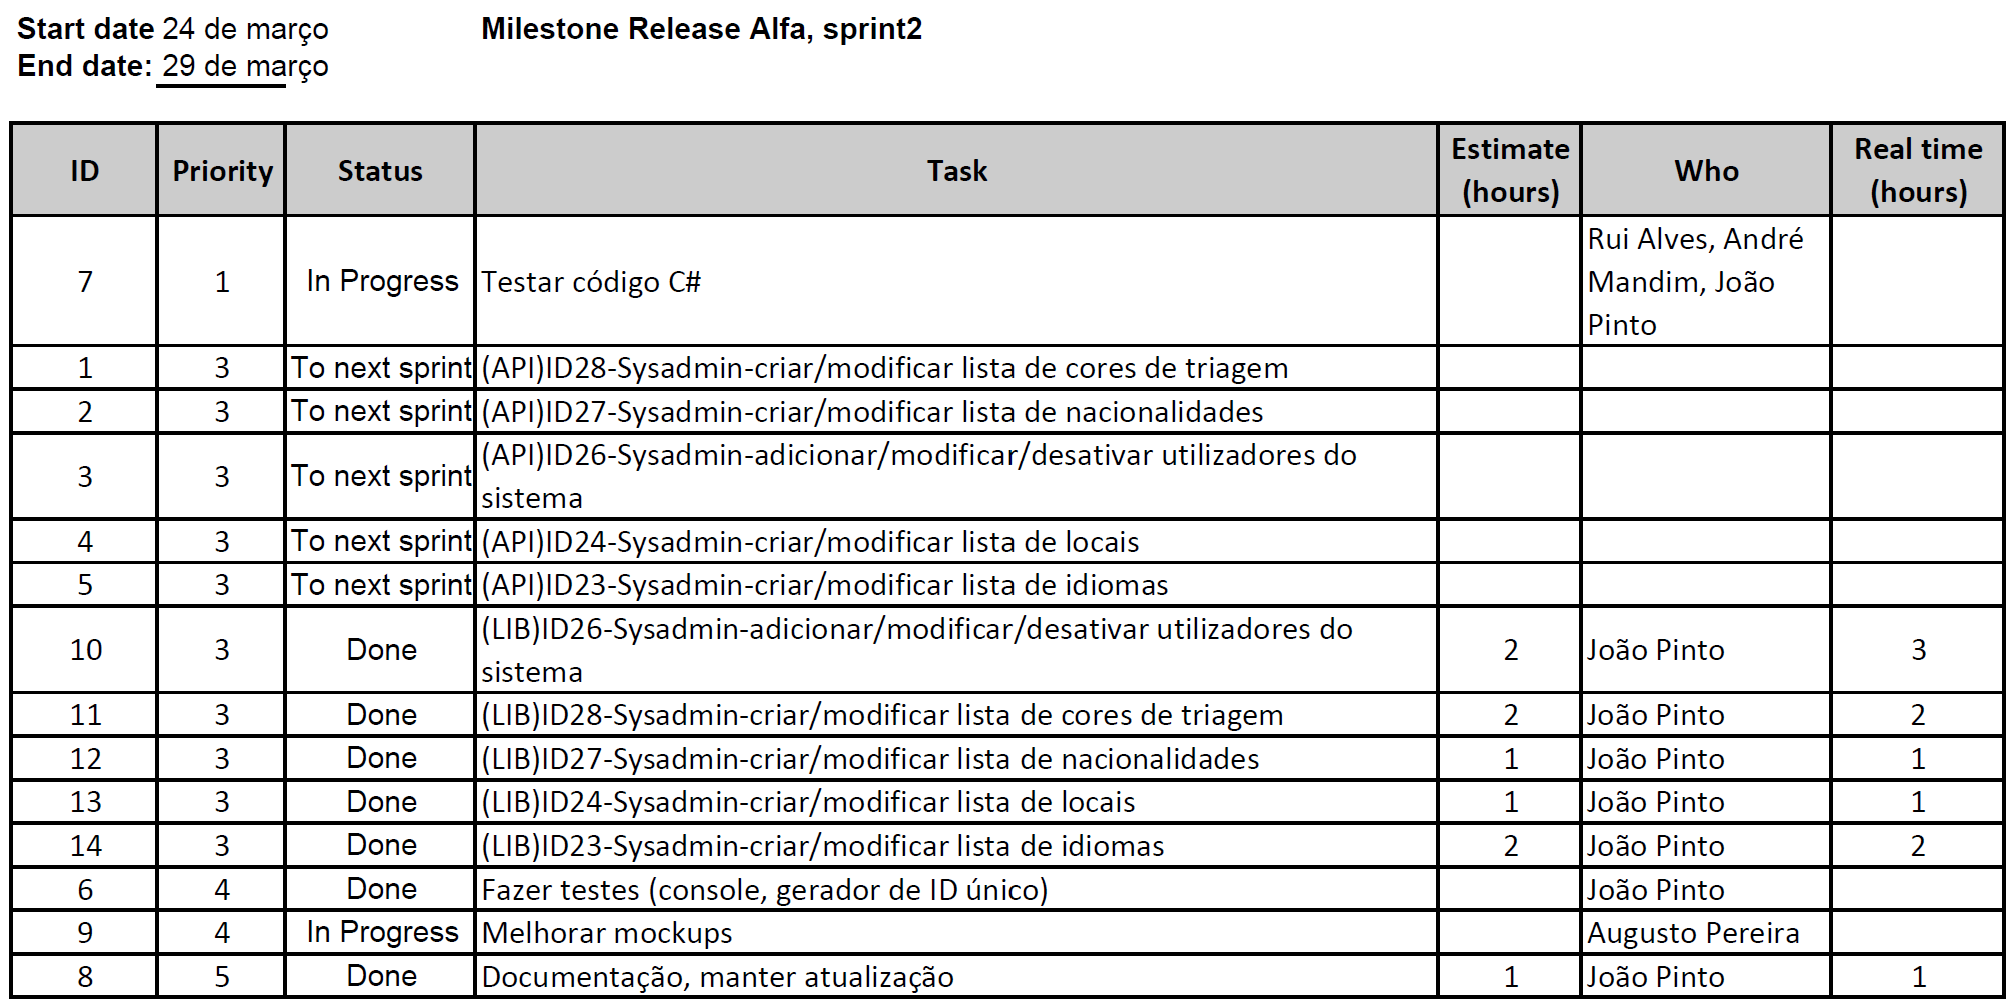 Start date 24 de março Milestone Release Alfa, sprint2
End date: 29 de março
ID Priority Status Task Estimate (hours) Who Real time (hours)
7 1 In Progress Testar código C# Rui Alves, André
Mandim, João
Pinto
1 3 To next sprint (API)ID28-Sysadmin-criar/modificar lista de cores de triagem
2 3 To next sprint (API)ID27-Sysadmin-criar/modificar lista de nacionalidades
3 3 To next sprint (API)ID26-Sysadmin-adicionar/modificar/desativar utilizadores do
sistema
4 3 To next sprint (API)ID24-Sysadmin-criar/modificar lista de locais
5 3 To next sprint (API)ID23-Sysadmin-criar/modificar lista de idiomas
10 3 Done (LIB)ID26-Sysadmin-adicionar/modificar/desativar utilizadores do
sistema 2 João Pinto 3
11 3 Done (LIB)ID28-Sysadmin-criar/modificar lista de cores de triagem 2 João Pinto 2
12 3 Done (LIB)ID27-Sysadmin-criar/modificar lista de nacionalidades 1 João Pinto 1
13 3 Done (LIB)ID24-Sysadmin-criar/modificar lista de locais 1 João Pinto 1
14 3 Done (LIB)ID23-Sysadmin-criar/modificar lista de idiomas 2 João Pinto 2
6 4 Done Fazer testes (console, gerador de ID único) João Pinto
9 4 In Progress Melhorar mockups Augusto Pereira
8 5 Done Documentação, manter atualização 1 João Pinto 1